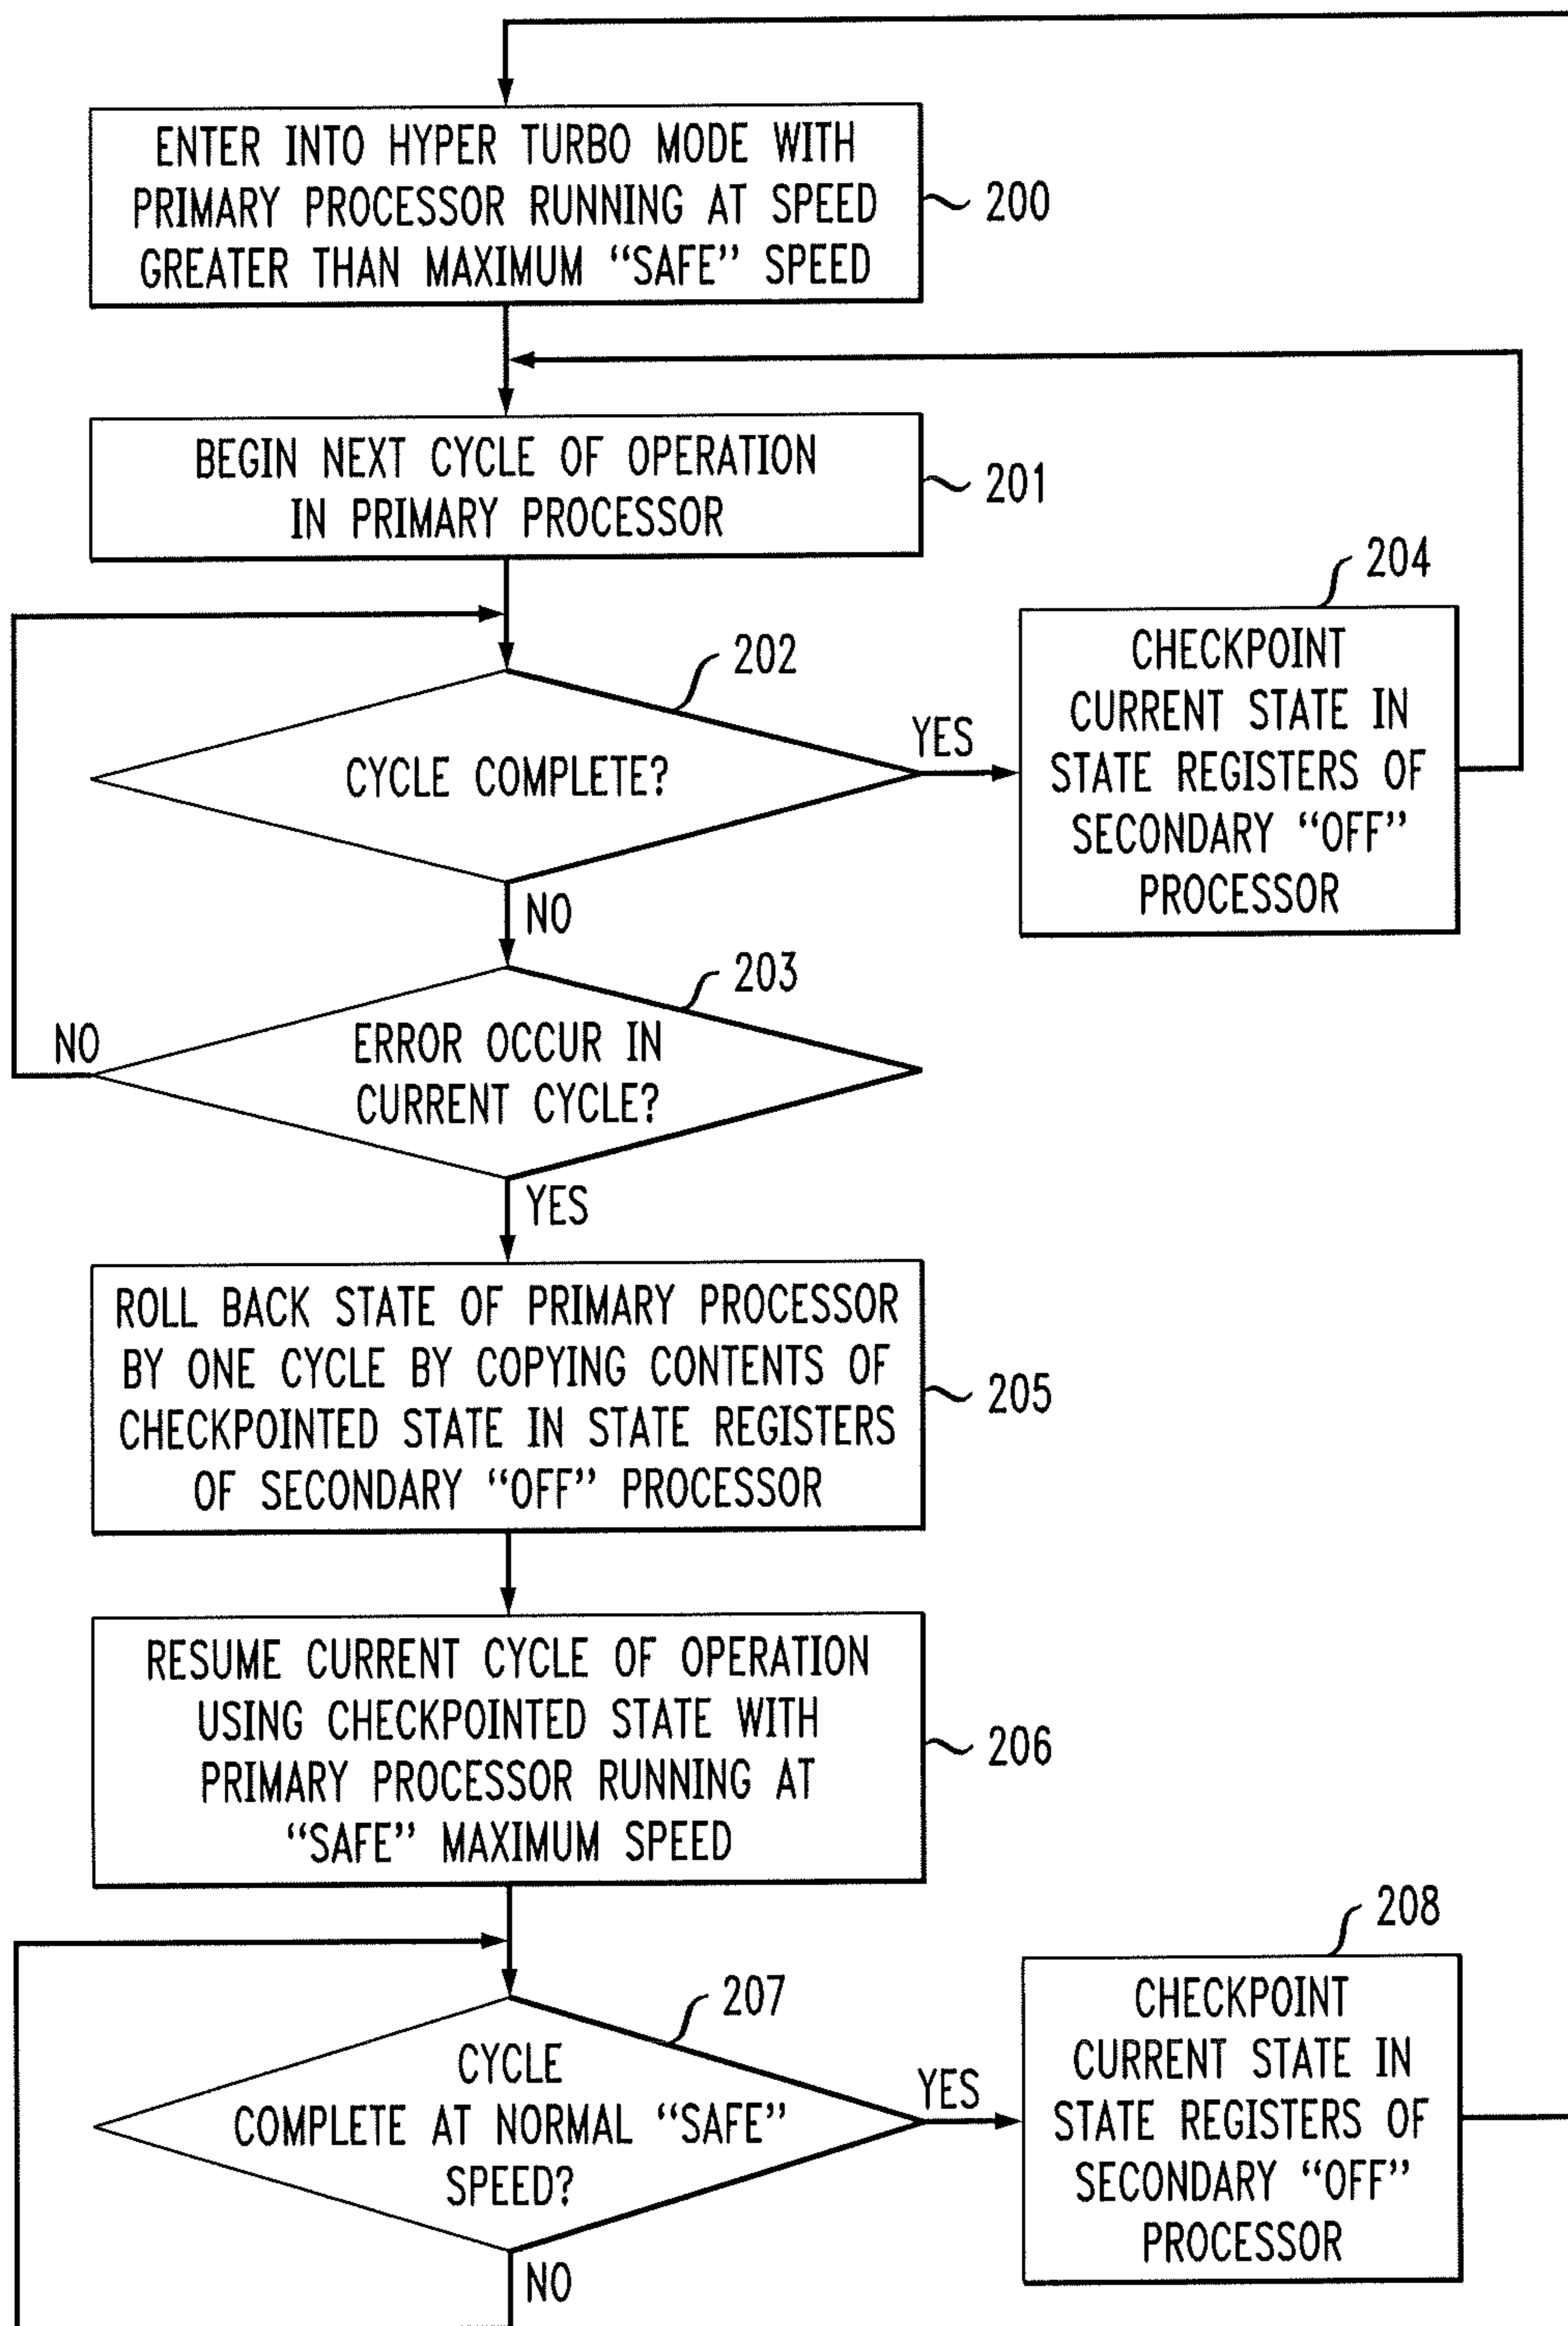 ENTER INTO HYPER TURBO MODE WITH
PRIMARY PROCESSOR RUNNING AT SPEED
GREATER THAN MAXIMUM “SAFE” SPEED
200
BEGIN NEXT CYCLE OF OPERATION
IN PRIMARY PROCESSOR
201
202
CYCLE COMPLETE?
YES
NO
204
CHECKPOINT
CURRENT STATE IN
STATE REGISTERS OF
SECONDARY “OFF”
PROCESSOR
203
ERROR OCCUR IN
CURRENT CYCLE?
NO
YES
ROLL BACK STATE OF PRIMARY PROCESSOR
BY ONE CYCLE BY COPYING CONTENTS OF
CHECKPOINTED STATE IN STATE REGISTERS
OF SECONDARY “OFF” PROCESSOR
205
RESUME CURRENT CYCLE OF OPERATION
USING CHECKPOINTED STATE WITH
PRIMARY PROCESSOR RUNNING AT
“SAFE” MAXIMUM SPEED
206
207
CYCLE
COMPLETE AT NORMAL “SAFE”
SPEED?
YES
NO
208
CHECKPOINT
CURRENT STATE IN
STATE REGISTERS OF
SECONDARY “OFF”
PROCESSOR